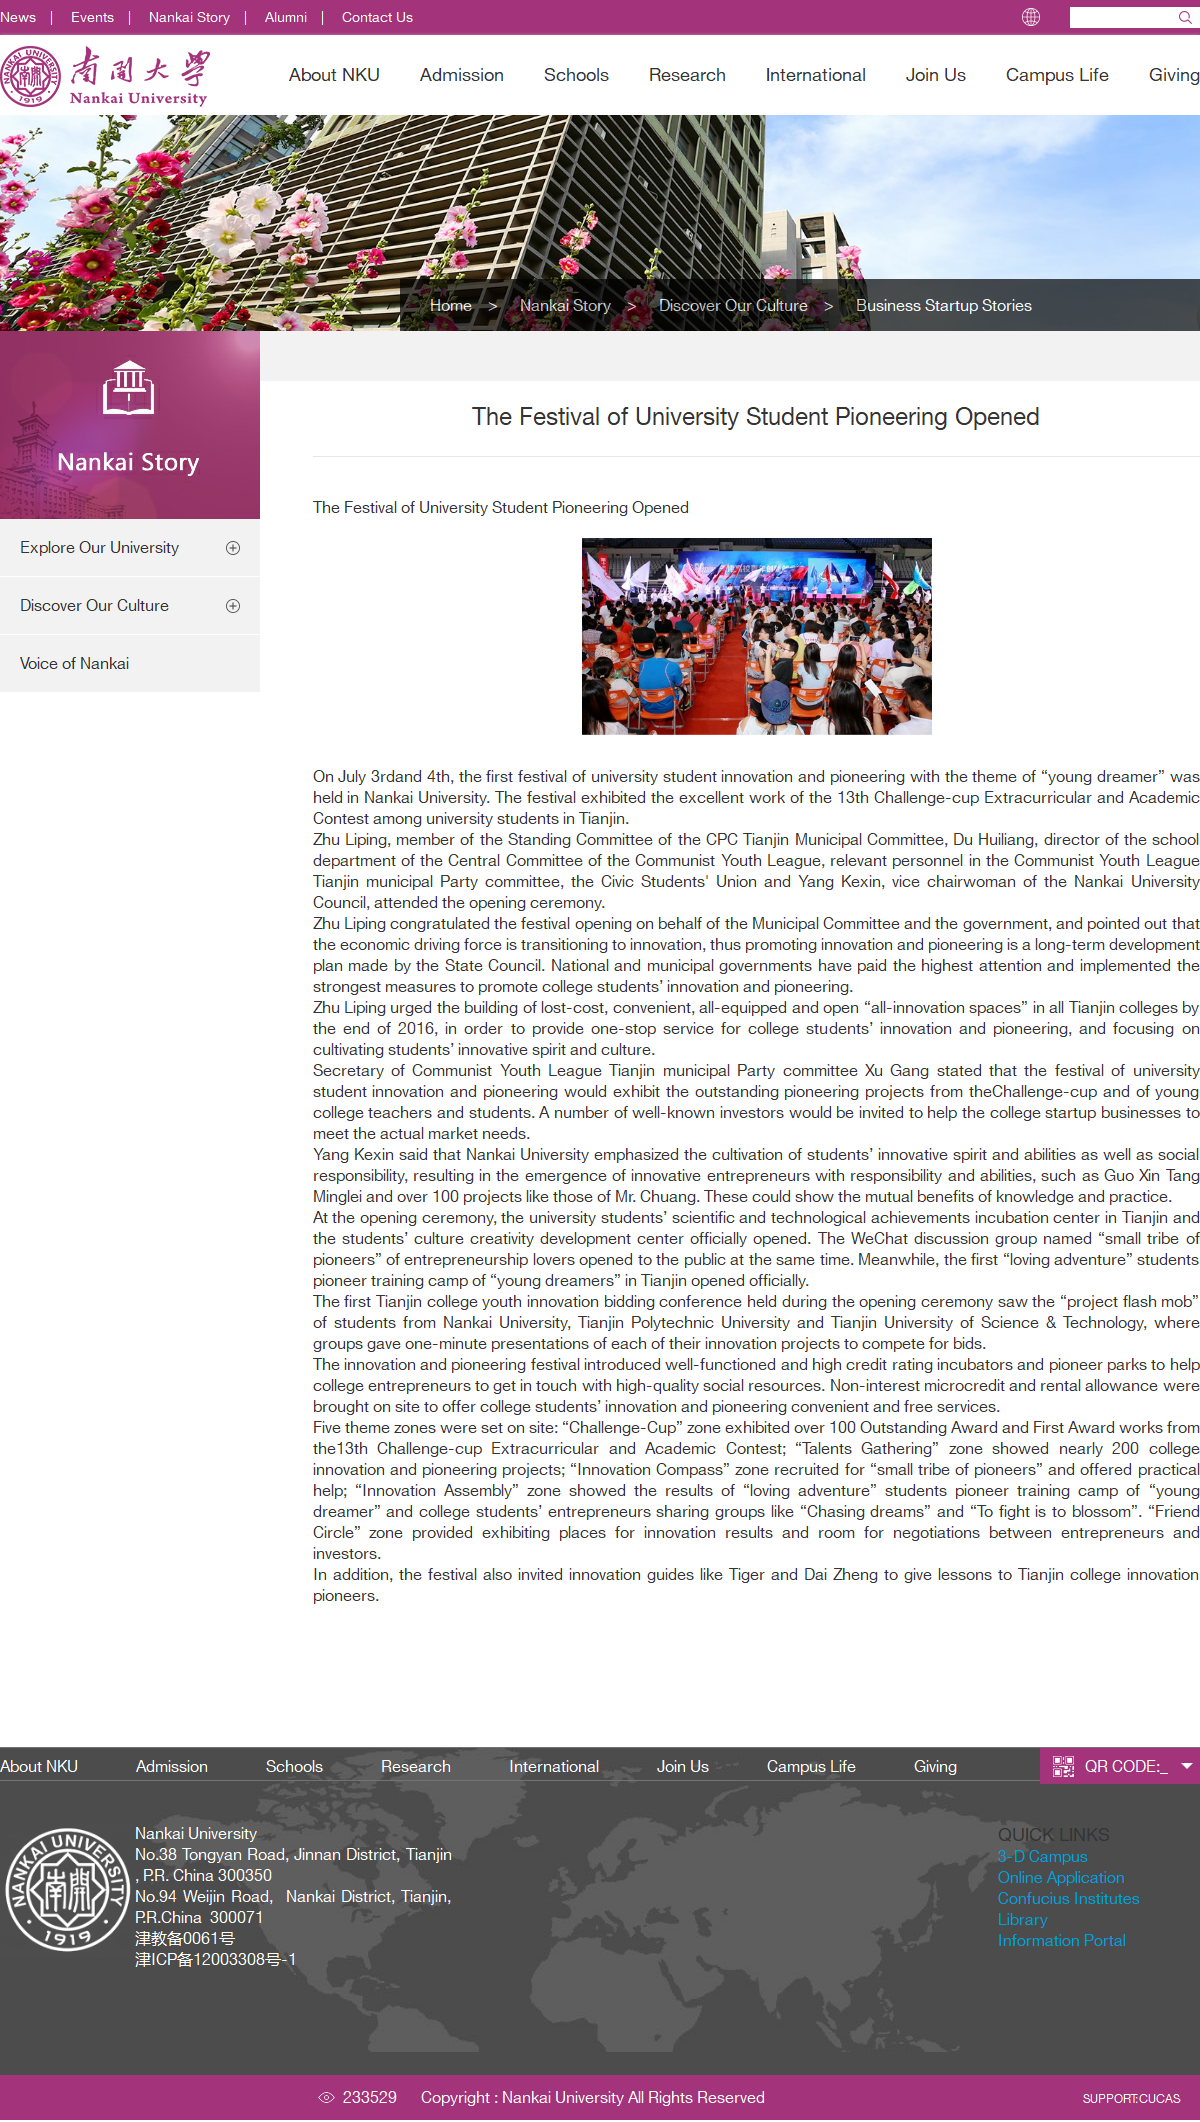 News | Events | Nankai Story | Alumni | Contact Us
南開大學
Nankai University
NANKAI UNIVERSITY
1919
About NKU Admission Schools Research International Join Us Campus Life Giving
Home > Nankai Story > Discover Our Culture > Business Startup Stories
Nankai Story
Explore Our University
Discover Our Culture
Voice of Nankai
The Festival of University Student Pioneering Opened
The Festival of University Student Pioneering Opened
On July 3rdand 4th, the first festival of university student innovation and pioneering with the theme of “young dreamer” was
held in Nankai University. The festival exhibited the excellent work of the 13th Challenge-cup Extracurricular and Academic
Contest among university students in Tianjin.
Zhu Liping, member of the Standing Committee of the CPC Tianjin Municipal Committee, Du Huiliang, director of the school
department of the Central Committee of the Communist Youth League, relevant personnel in the Communist Youth League
Tianjin municipal Party committee, the Civic Students' Union and Yang Kexin, vice chairwoman of the Nankai University
Council, attended the opening ceremony.
Zhu Liping congratulated the festival opening on behalf of the Municipal Committee and the government, and pointed out that
the economic driving force is transitioning to innovation, thus promoting innovation and pioneering is a long-term development
plan made by the State Council. National and municipal governments have paid the highest attention and implemented the
strongest measures to promote college students’ innovation and pioneering.
Zhu Liping urged the building of lost-cost, convenient, all-equipped and open “all-innovation spaces” in all Tianjin colleges by
the end of 2016, in order to provide one-stop service for college students’ innovation and pioneering, and focusing on
cultivating students’ innovative spirit and culture.
Secretary of Communist Youth League Tianjin municipal Party committee Xu Gang stated that the festival of university
student innovation and pioneering would exhibit the outstanding pioneering projects from theChallenge-cup and of young
college teachers and students. A number of well-known investors would be invited to help the college startup businesses to
meet the actual market needs.
Yang Kexin said that Nankai University emphasized the cultivation of students’ innovative spirit and abilities as well as social
responsibility, resulting in the emergence of innovative entrepreneurs with responsibility and abilities, such as Guo Xin Tang
Minglei and over 100 projects like those of Mr. Chuang. These could show the mutual benefits of knowledge and practice.
At the opening ceremony, the university students’ scientific and technological achievements incubation center in Tianjin and
the students’ culture creativity development center officially opened. The WeChat discussion group named “small tribe of
pioneers” of entrepreneurship lovers opened to the public at the same time. Meanwhile, the first “loving adventure” students
pioneer training camp of “young dreamers” in Tianjin opened officially.
The first Tianjin college youth innovation bidding conference held during the opening ceremony saw the “project flash mob”
of students from Nankai University, Tianjin Polytechnic University and Tianjin University of Science & Technology, where
groups gave one-minute presentations of each of their innovation projects to compete for bids.
The innovation and pioneering festival introduced well-functioned and high credit rating incubators and pioneer parks to help
college entrepreneurs to get in touch with high-quality social resources. Non-interest microcredit and rental allowance were
brought on site to offer college students’ innovation and pioneering convenient and free services.
Five theme zones were set on site: “Challenge-Cup” zone exhibited over 100 Outstanding Award and First Award works from
the13th Challenge-cup Extracurricular and Academic Contest; “Talents Gathering” zone showed nearly 200 college
innovation and pioneering projects; “Innovation Compass” zone recruited for “small tribe of pioneers” and offered practical
help; “Innovation Assembly” zone showed the results of “loving adventure” students pioneer training camp of “young
dreamer” and college students’ entrepreneurs sharing groups like “Chasing dreams” and “To fight is to blossom”. “Friend
Circle” zone provided exhibiting places for innovation results and room for negotiations between entrepreneurs and
investors.
In addition, the festival also invited innovation guides like Tiger and Dai Zheng to give lessons to Tianjin college innovation
pioneers.
About NKU Admission Schools Research International Join Us Campus Life Giving QR CODE:_
NANKAI UNIVERSITY
南開
1919
Nankai University
No.38 Tongyan Road, Jinnan District, Tianjin
, P.R. China 300350
No.94 Weijin Road, Nankai District, Tianjin,
P.R.China 300071
津教备0061号
津ICP备12003308号-1
QUICK LINKS
3-D Campus
Online Application
Confucius Institutes
Library
Information Portal
233529 Copyright : Nankai University All Rights Reserved
SUPPORT:CUCAS